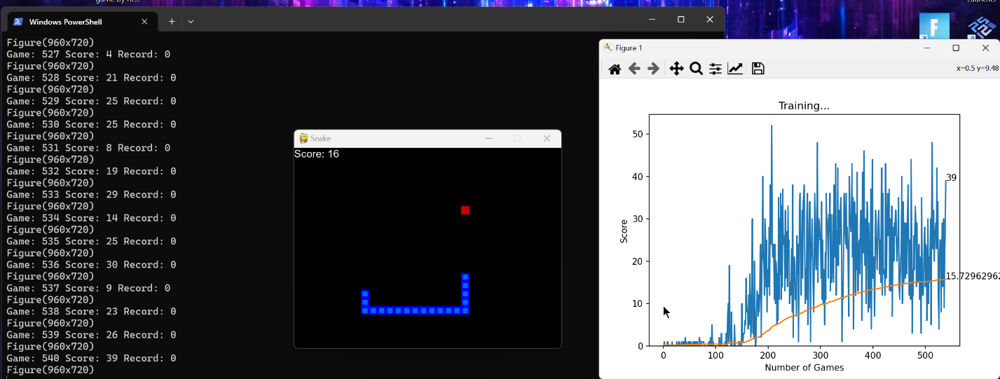 game by RE...
Launcher
Windows PowerShell
Figure(960x720)
Game: 527 Score: 4 Record: 0
Figure(960x720)
Game: 528 Score: 21 Record: 0
Figure(960x720)
Game: 529 Score: 25 Record: 0
Figure(960x720)
Game: 530 Score: 25 Record: 0
Figure(960x720)
Game: 531 Score: 8 Record: 0
Figure(960x720)
Game: 532 Score: 19 Record: 0
Figure(960x720)
Game: 533 Score: 29 Record: 0
Figure(960x720)
Game: 534 Score: 14 Record: 0
Figure(960x720)
Game: 535 Score: 25 Record: 0
Figure(960x720)
Game: 536 Score: 30 Record: 0
Figure(960x720)
Game: 537 Score: 9 Record: 0
Figure(960x720)
Game: 538 Score: 23 Record: 0
Figure(960x720)
Game: 539 Score: 26 Record: 0
Figure(960x720)
Game: 540 Score: 39 Record: 0
Figure(960x720)
Snake
Score: 16
F
Figure 1
x=0.5 y=9.48
Training...
50
40
30
20
10
0
Score
39
15.72962962
0 100 200 300 400 500
Number of Games